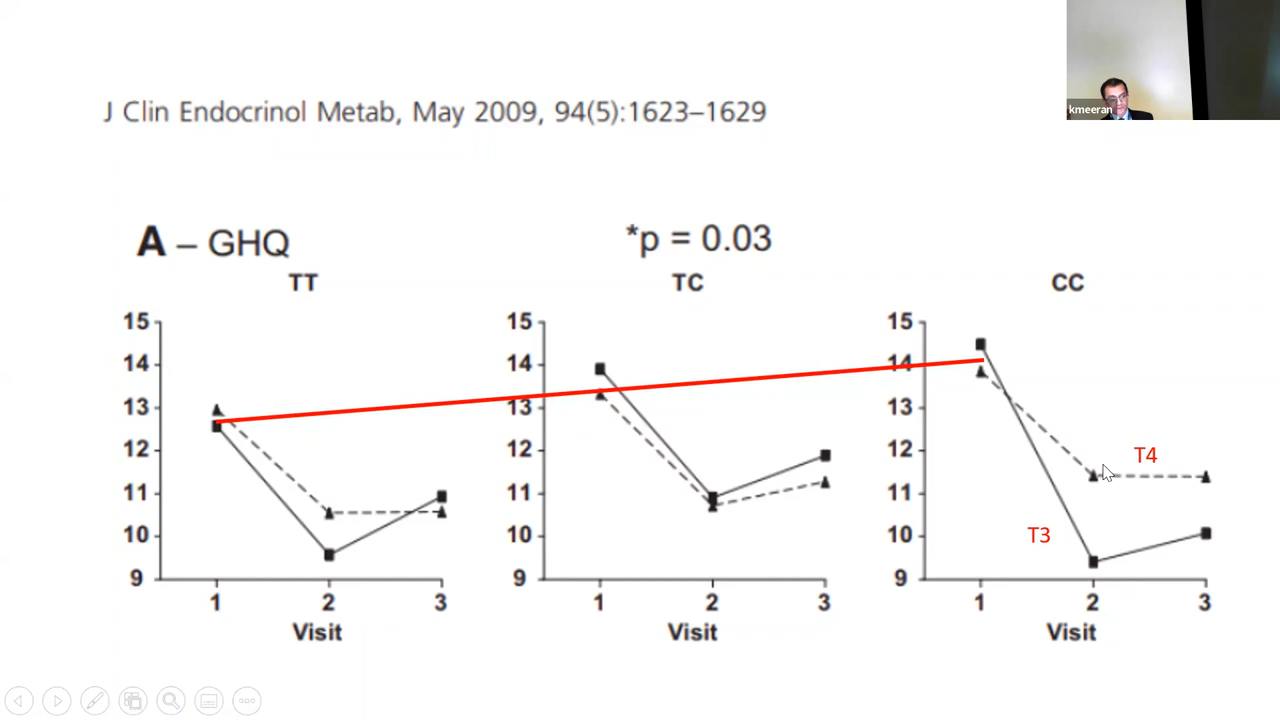 kmeeran
J Clin Endocrinol Metab, May 2009, 94(5):1623–1629
A – GHQ
*p = 0.03
TT
TC
CC
15
14
13
12
11
10
9
1 2 3
Visit
15
14
13
12
11
10
9
1 2 3
Visit
15
14
13
12
11
10
9
T4
T3
1 2 3
Visit